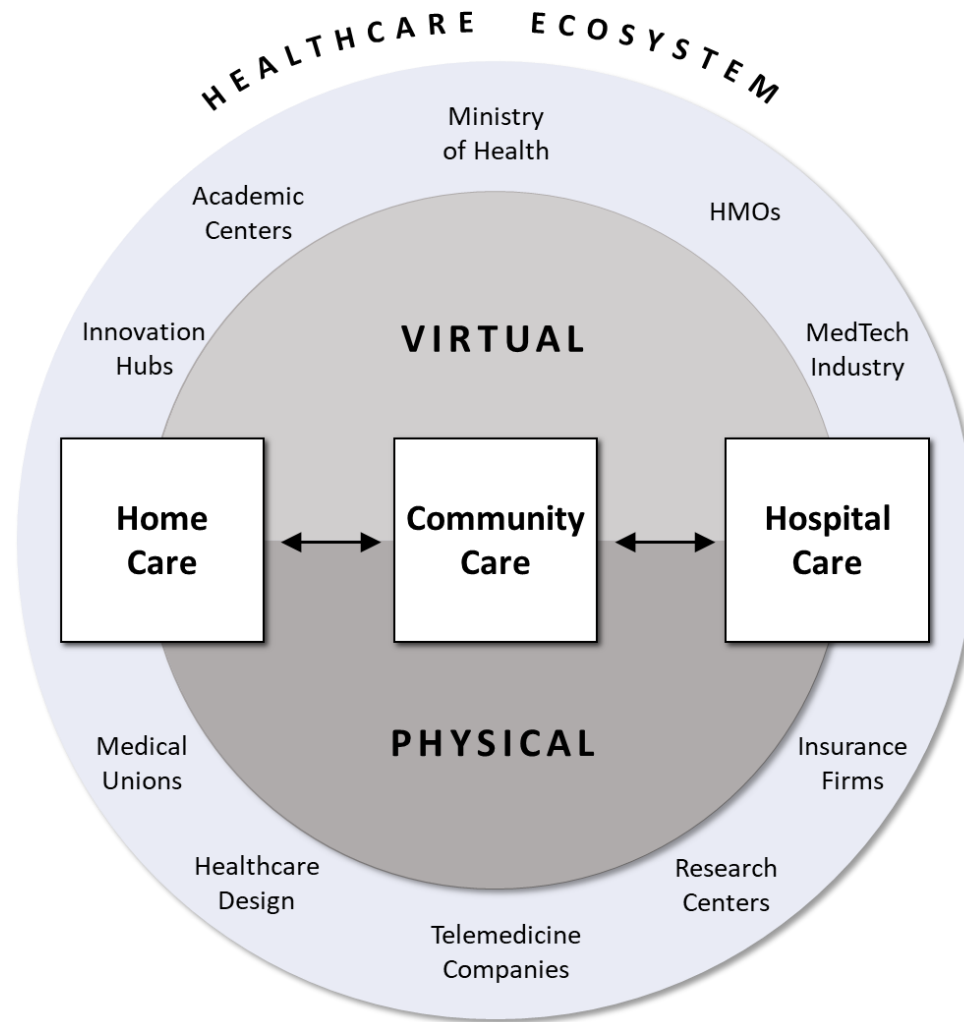 HEALTHCARE ECOSYSTEM
Ministry
of Health
Academic
Centers
HMOs
Innovation
Hubs
VIRTUAL
MedTech
Industry
Home
Care
Community
Care
Hospital
Care
Medical
Unions
PHYSICAL
Insurance
Firms
Healthcare
Design
Research
Centers
Telemedicine
Companies